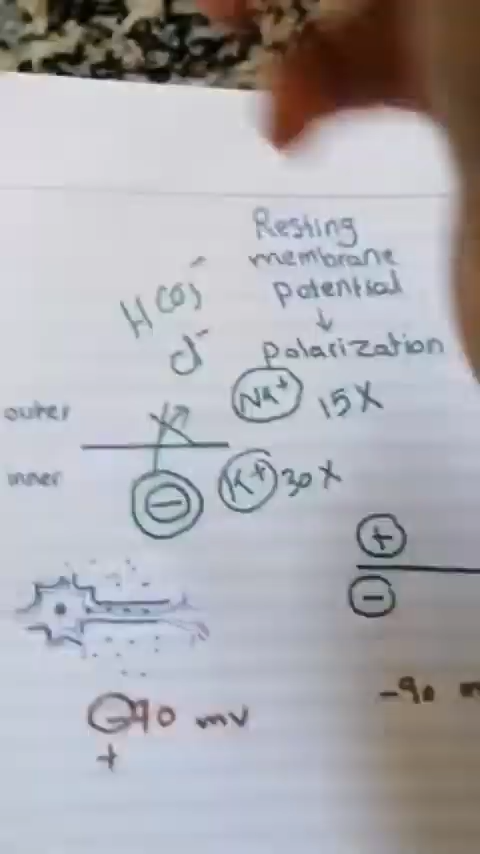 Resting
membrane
potential
↓
polarization
HCO3-
Cl-
outer
Na+ 15X
inner
K+ 30X
−
+
−
-90 m
−90 mv
+